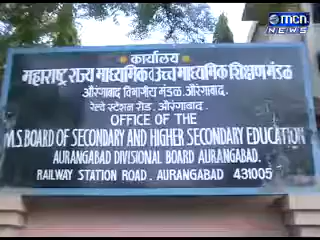 mcn
NEWS
कार्यालय
महाराष्ट्र राज्य माध्यमिक व उच्च माध्यमिक शिक्षण मंडळ
औरंगाबाद विभागीय मंडळ, औरंगाबाद.
रेल्वे स्टेशन रोड, औरंगाबाद.
OFFICE OF THE
M.S. BOARD OF SECONDARY AND HIGHER SECONDARY EDUCATION
AURANGABAD DIVISIONAL BOARD AURANGABAD.
RAILWAY STATION ROAD, AURANGABAD 431005